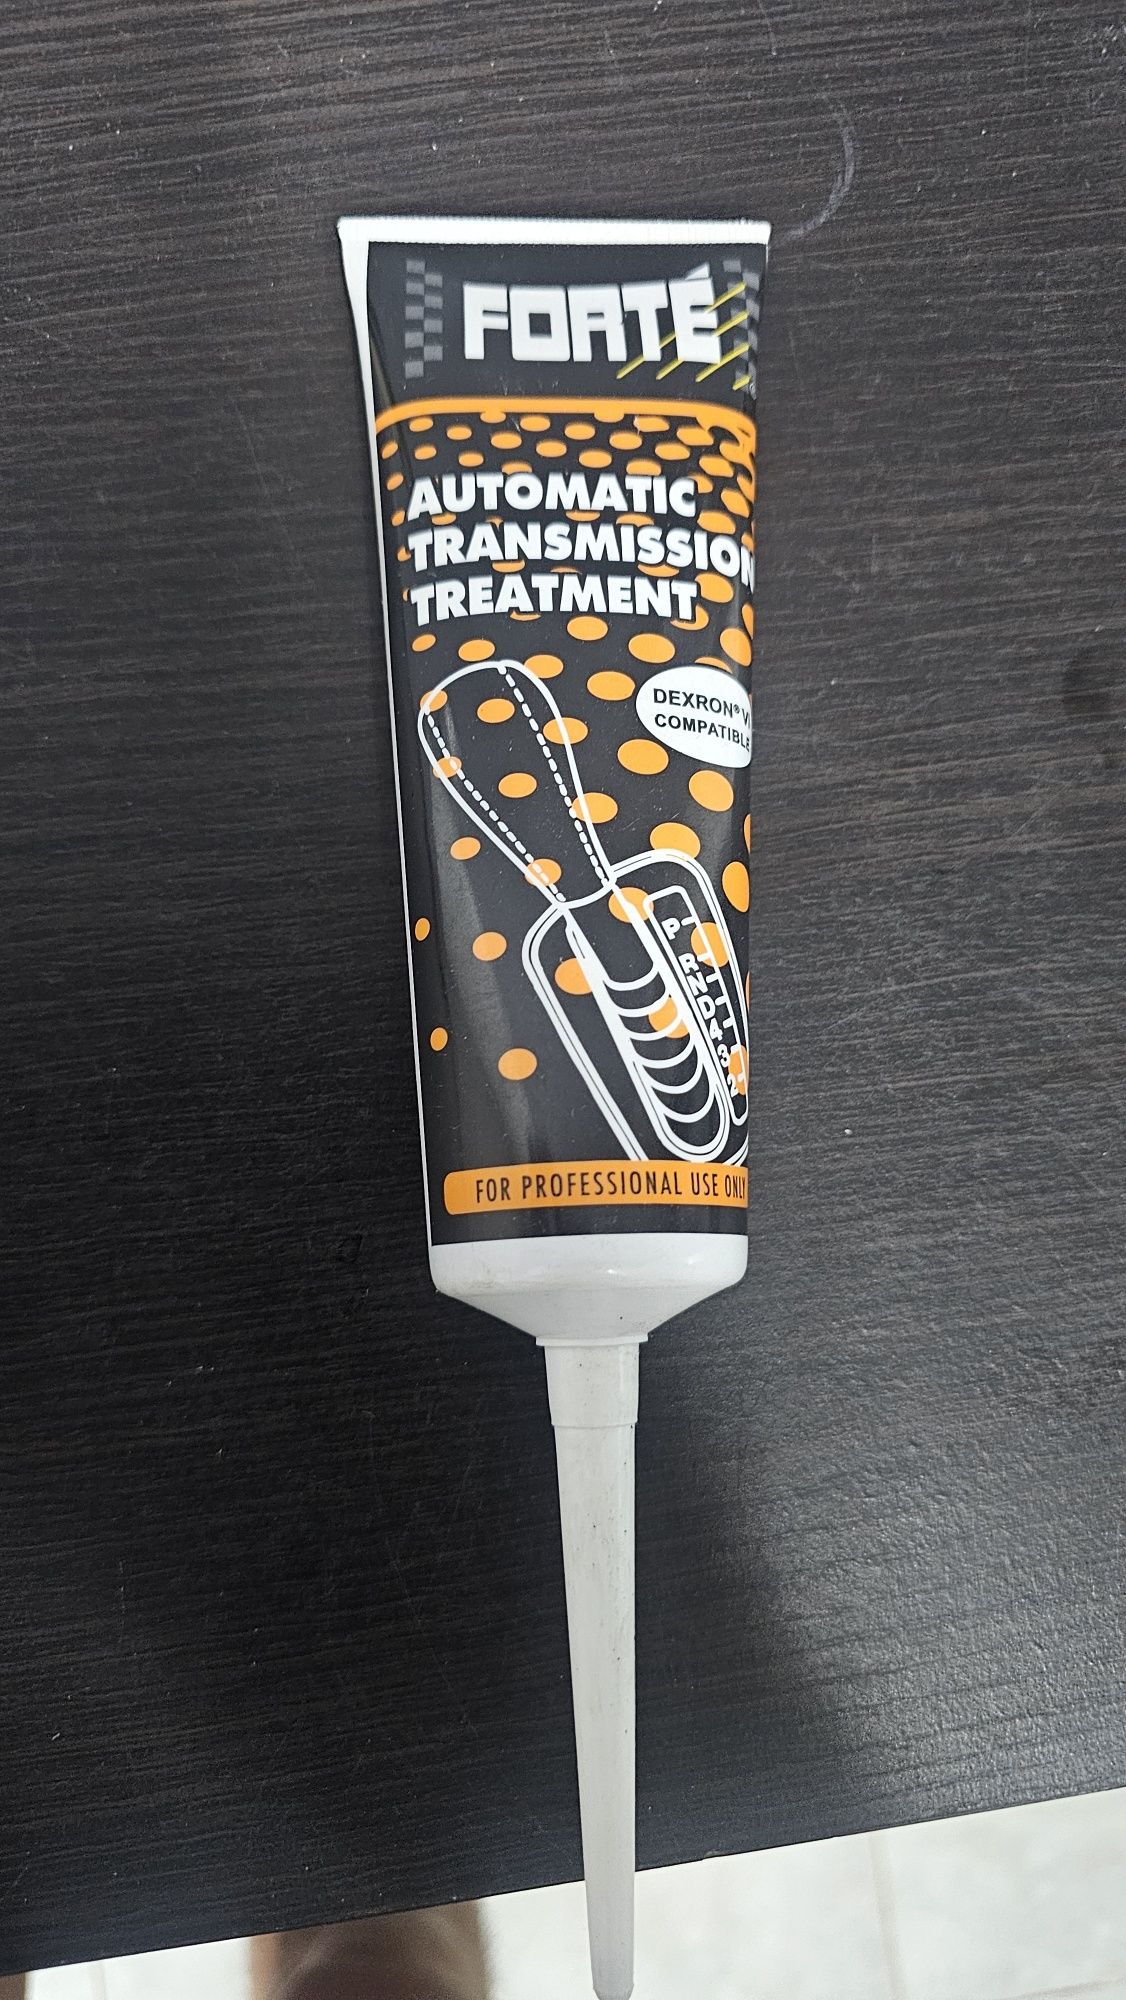 FORTÉ
AUTOMATIC
TRANSMISSION
TREATMENT
DEXRON® VI
COMPATIBLE
P
R
N
D
4
3
2
FOR PROFESSIONAL USE ONLY